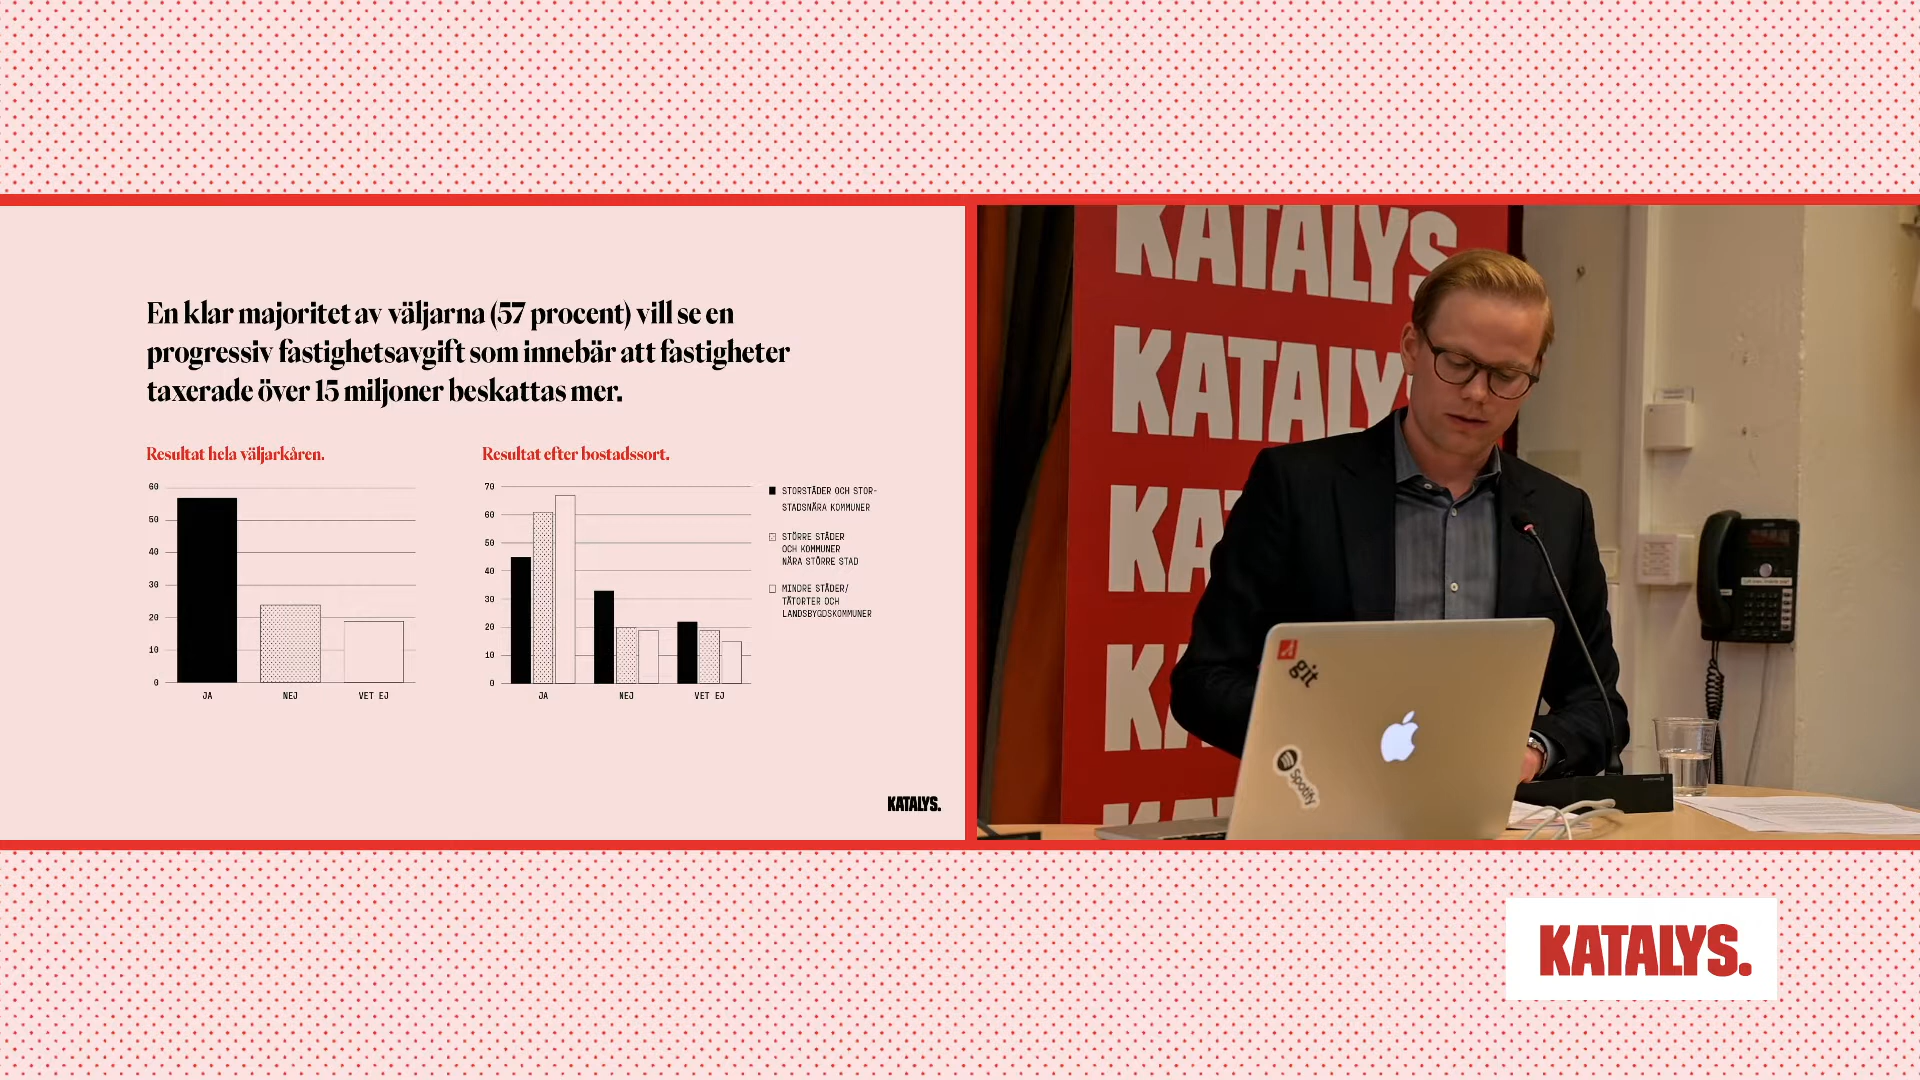 En klar majoritet av väljarna (57 procent) vill se en
progressiv fastighetsavgift som innebär att fastigheter
taxerade över 15 miljoner beskattas mer.
Resultat hela väljarkåren.
60
50
40
30
20
10
0
JA NEJ VET EJ
Resultat efter bostadssort.
70
60
50
40
30
20
10
0
JA NEJ VET EJ
STORSTÄDER OCH STOR-
STADSNÄRA KOMMUNER
STÖRRE STÄDER
OCH KOMMUNER
NÄRA STÖRRE STAD
MINDRE STÄDER/
TÄTORTER OCH
LANDSBYGDSKOMMUNER
KATALYS.
KATALYS
KATALY
KA
K
git
Spotify
KATALYS.